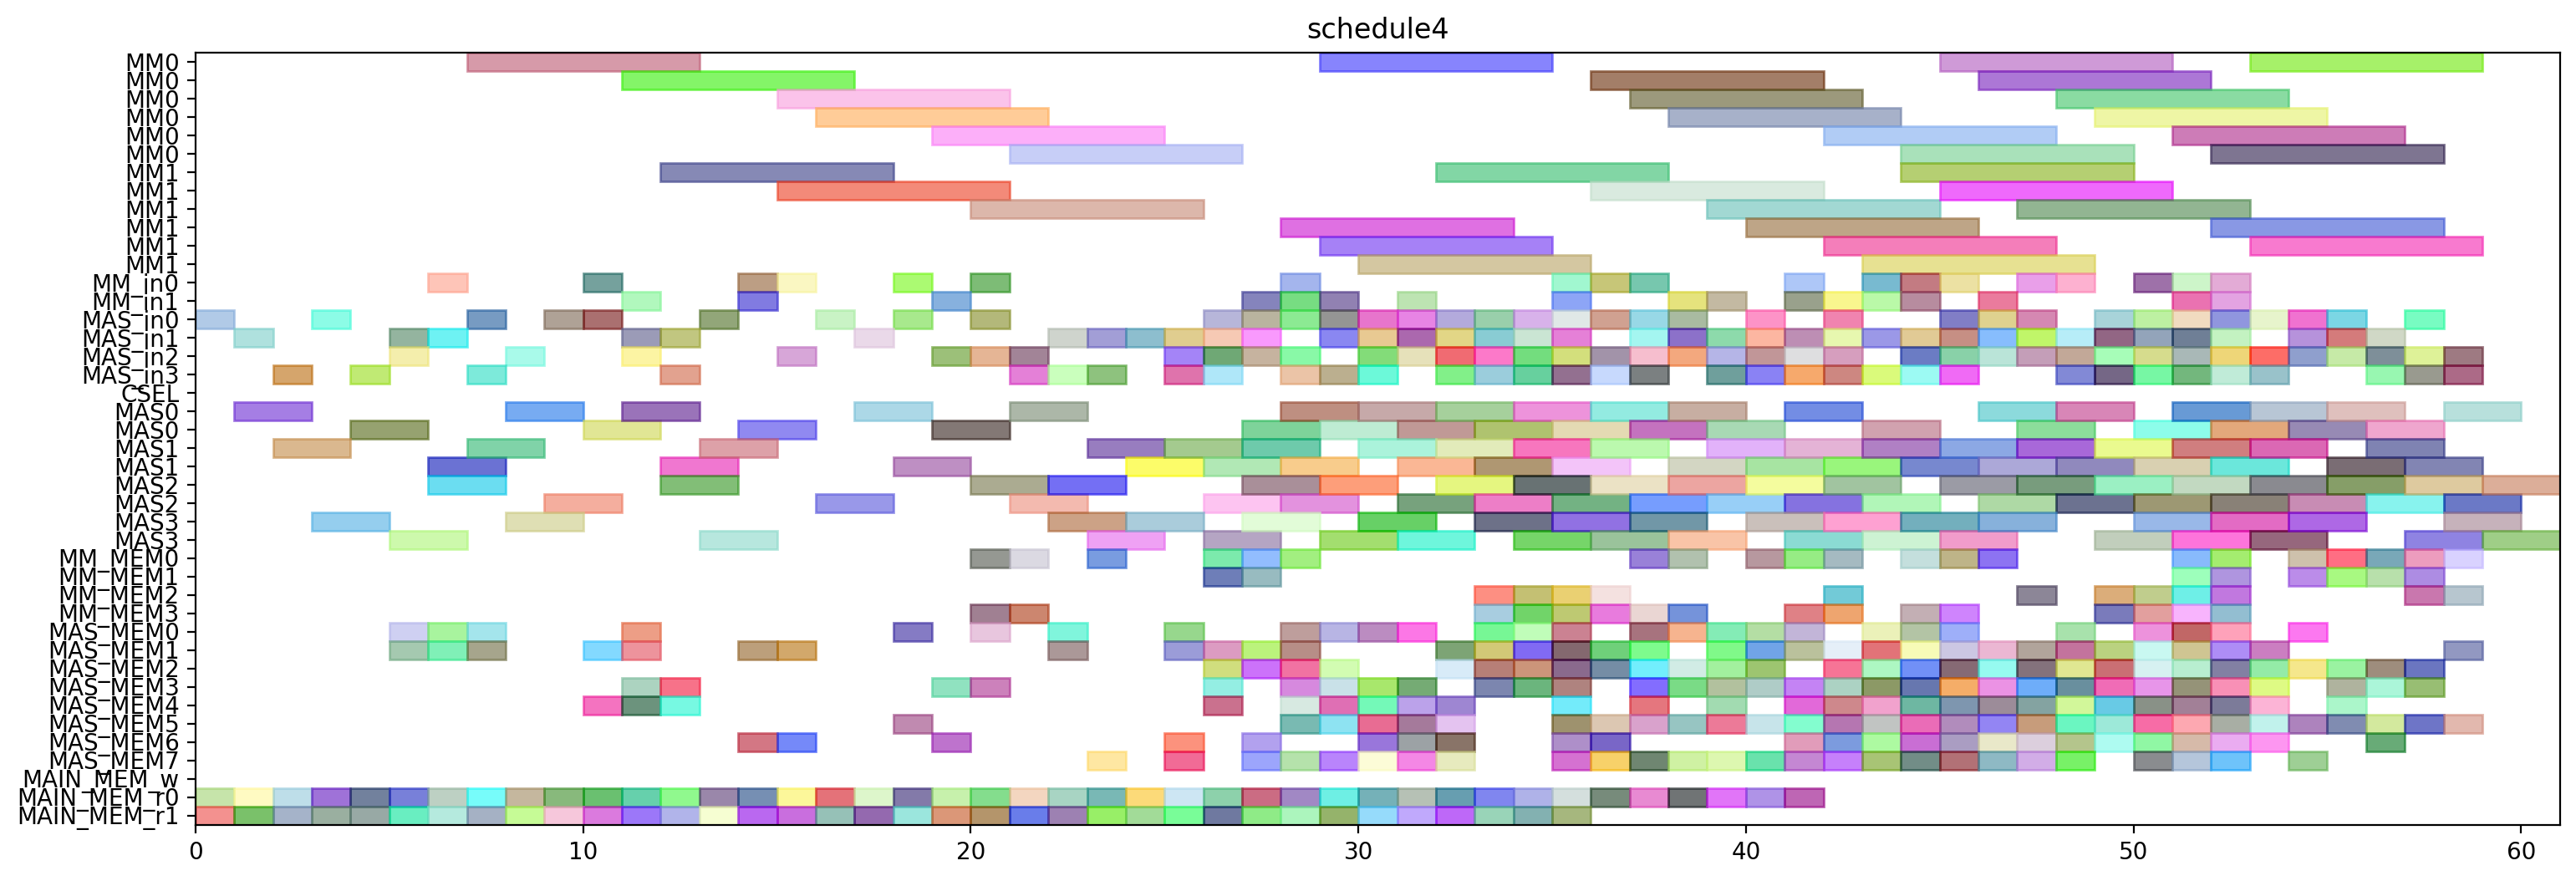 schedule4
MM0
MM0
MM0
MM0
MM0
MM0
MM1
MM1
MM1
MM1
MM1
MM1
MM_in0
MM_in1
MAS_in0
MAS_in1
MAS_in2
MAS_in3
CSEL
MAS0
MAS0
MAS1
MAS1
MAS2
MAS2
MAS3
MAS3
MM_MEM0
MM_MEM1
MM_MEM2
MM_MEM3
MAS_MEM0
MAS_MEM1
MAS_MEM2
MAS_MEM3
MAS_MEM4
MAS_MEM5
MAS_MEM6
MAS_MEM7
MAIN_MEM_w
MAIN_MEM_r0
MAIN_MEM_r1
0 10 20 30 40 50 60